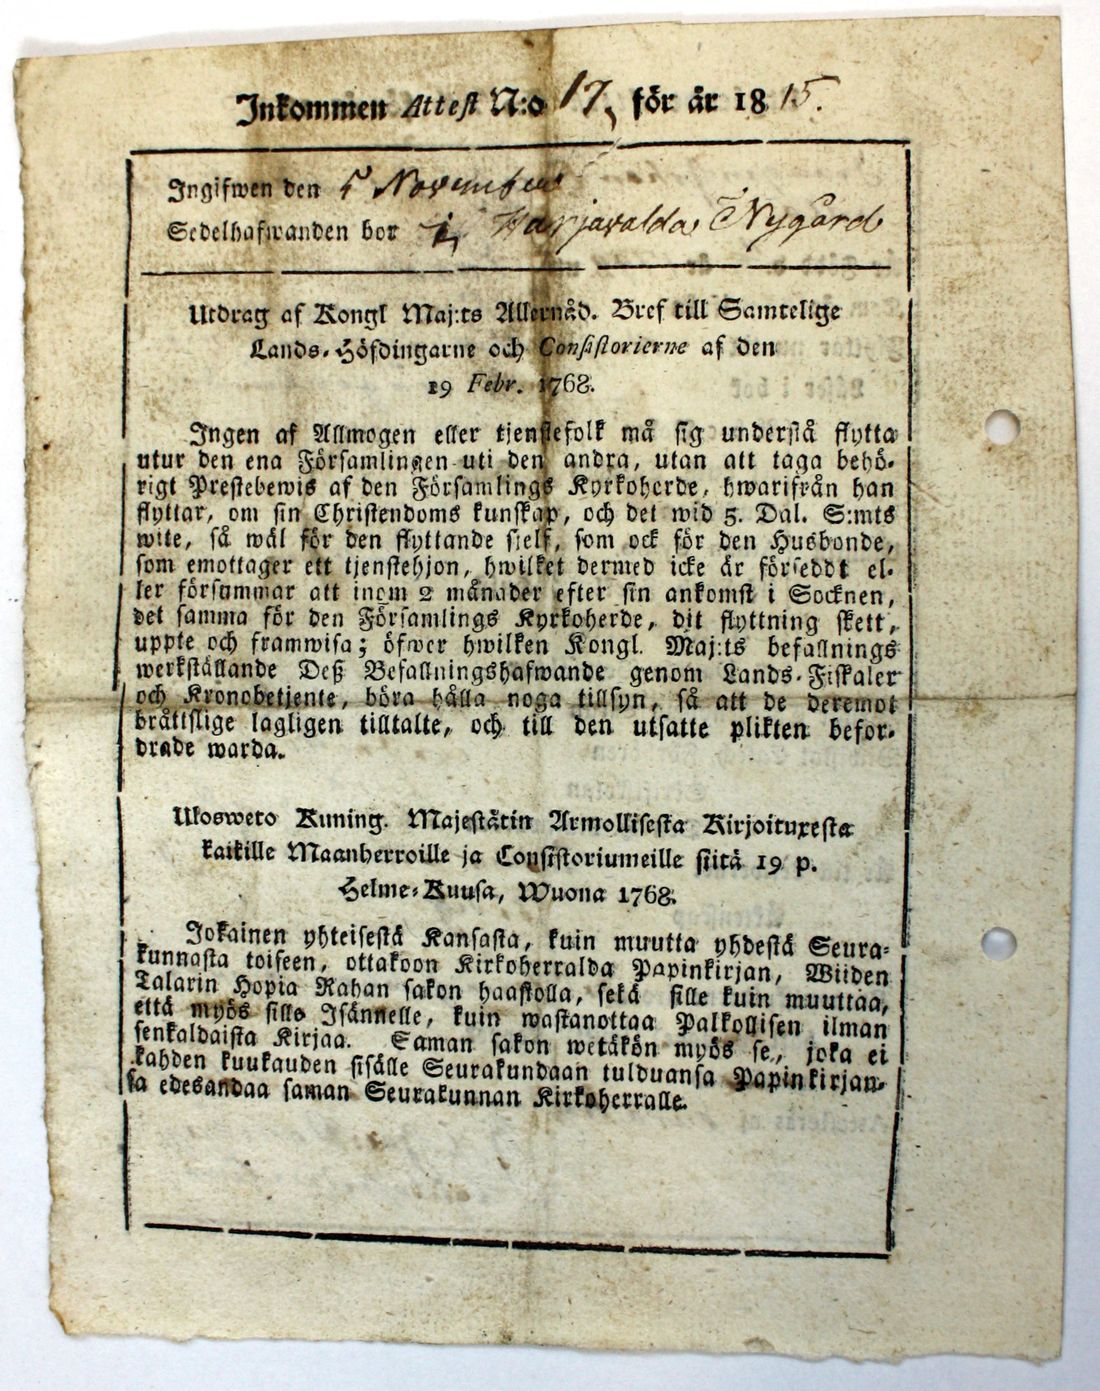 Inkommen Attest N:o 17, för år 1815.
Ingifwen den 5 November
Sedelhafwanden bor i Harjavalda Nygård
Utdrag af Kongl Maj:ts Allernåd. Bref till Samtelige
Lands-Höfdingarne och Consistorierne af den
19 Febr. 1768.
Ingen af Allmogen eller tjenstefolk må sig understå flytta
utur den ena Församlingen uti den andra, utan att taga behö-
rigt Prestebewis af den Församlings Kyrkoherde, hwarifrån han
flyttar, om sin Christendoms kunskap, och det wid 5. Dal. S:mts
wite, så wäl för den flyttande sjelf, som ock för den Husbonde,
som emottager ett tjenstehjon, hwilket dermed icke är förseddt el-
ler försummar att inom 2 månader efter sin ankomst i Socknen,
det samma för den Församlings Kyrkoherde, dit flyttning skett,
uppte och framwisa; öfwer hwilken Kongl. Maj:ts befallnings
werkställande Deß Befallningshafwande genom Lands-Fiskaler
och Kronobetjente, böra hålla noga tillsyn, så att de deremot
bråttslige lagligen tilltalte, och till den utsatte plikten befor-
drade warda.
Ulosweto Kuning. Majestätin Armollisesta Kirjoituxesta
kaikille Maanherroille ja Consistoriumeille siitä 19 p.
Helme-Kuusa, Wuona 1768.
Jokainen yhteisestä Kansasta, kuin muutta yhdestä Seura-
kunnasta toiseen, ottakoon Kirkoherralda Papinkirjan, Wiiden
Talarin Hopia Rahan sakon haastolla, sekä sille kuin muuttaa,
että myös sille Isännelle, kuin wastanottaa Palkollisen ilman
senkaldaista Kirjaa. Saman sakon wetäkön myös se, joka ei
kahden kuukauden sisälle Seurakundaan tulduansa Papinkirjan-
sa edesandaa saman Seurakunnan Kirkoherralle.